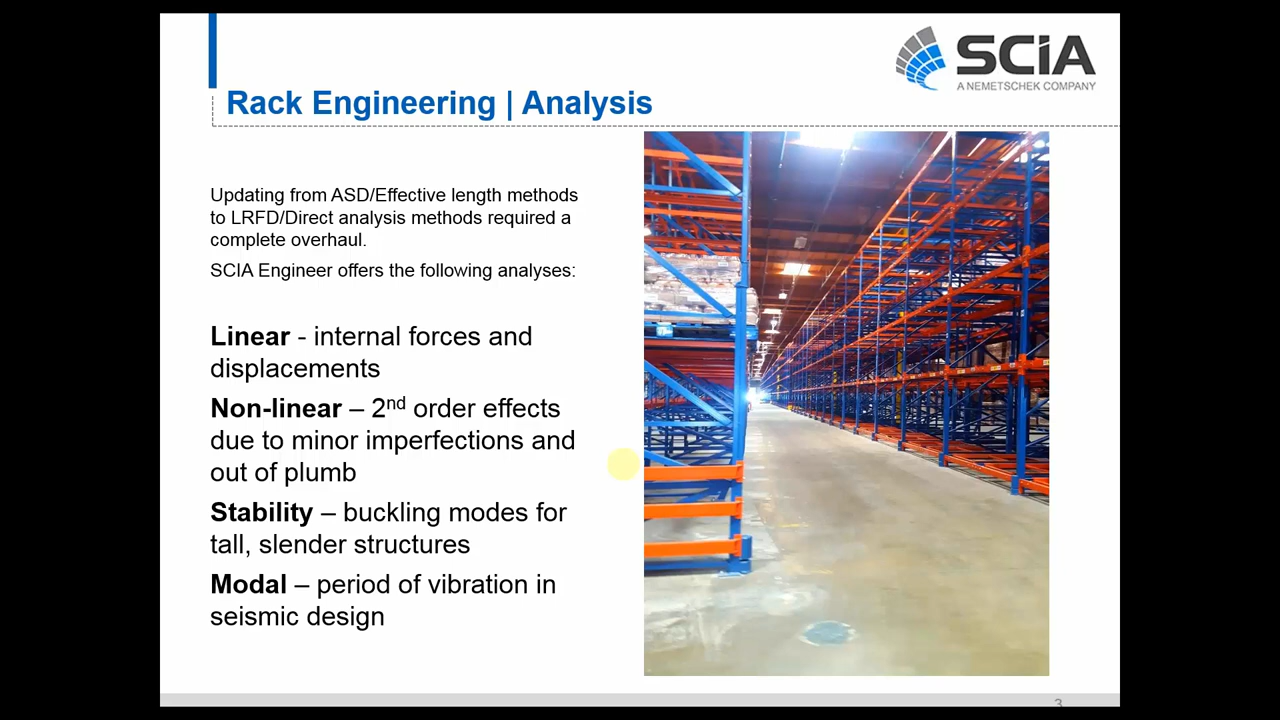 SCiA
A NEMETSCHEK COMPANY
Rack Engineering | Analysis
Updating from ASD/Effective length methods
to LRFD/Direct analysis methods required a
complete overhaul.
SCIA Engineer offers the following analyses:
Linear - internal forces and
displacements
Non-linear – 2nd order effects
due to minor imperfections and
out of plumb
Stability – buckling modes for
tall, slender structures
Modal – period of vibration in
seismic design
3